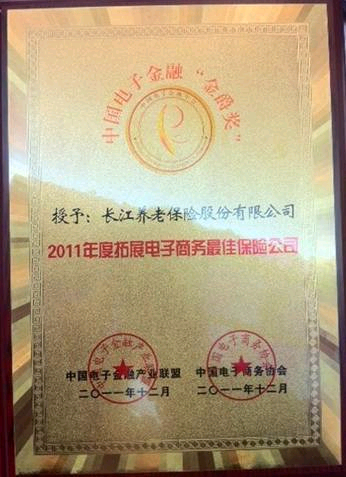 中国电子金融“金爵奖”
授予：长江养老保险股份有限公司
2011年度拓展电子商务最佳保险公司
中国电子金融产业联盟
二〇一一年十二月
中国电子商务协会
二〇一一年十二月